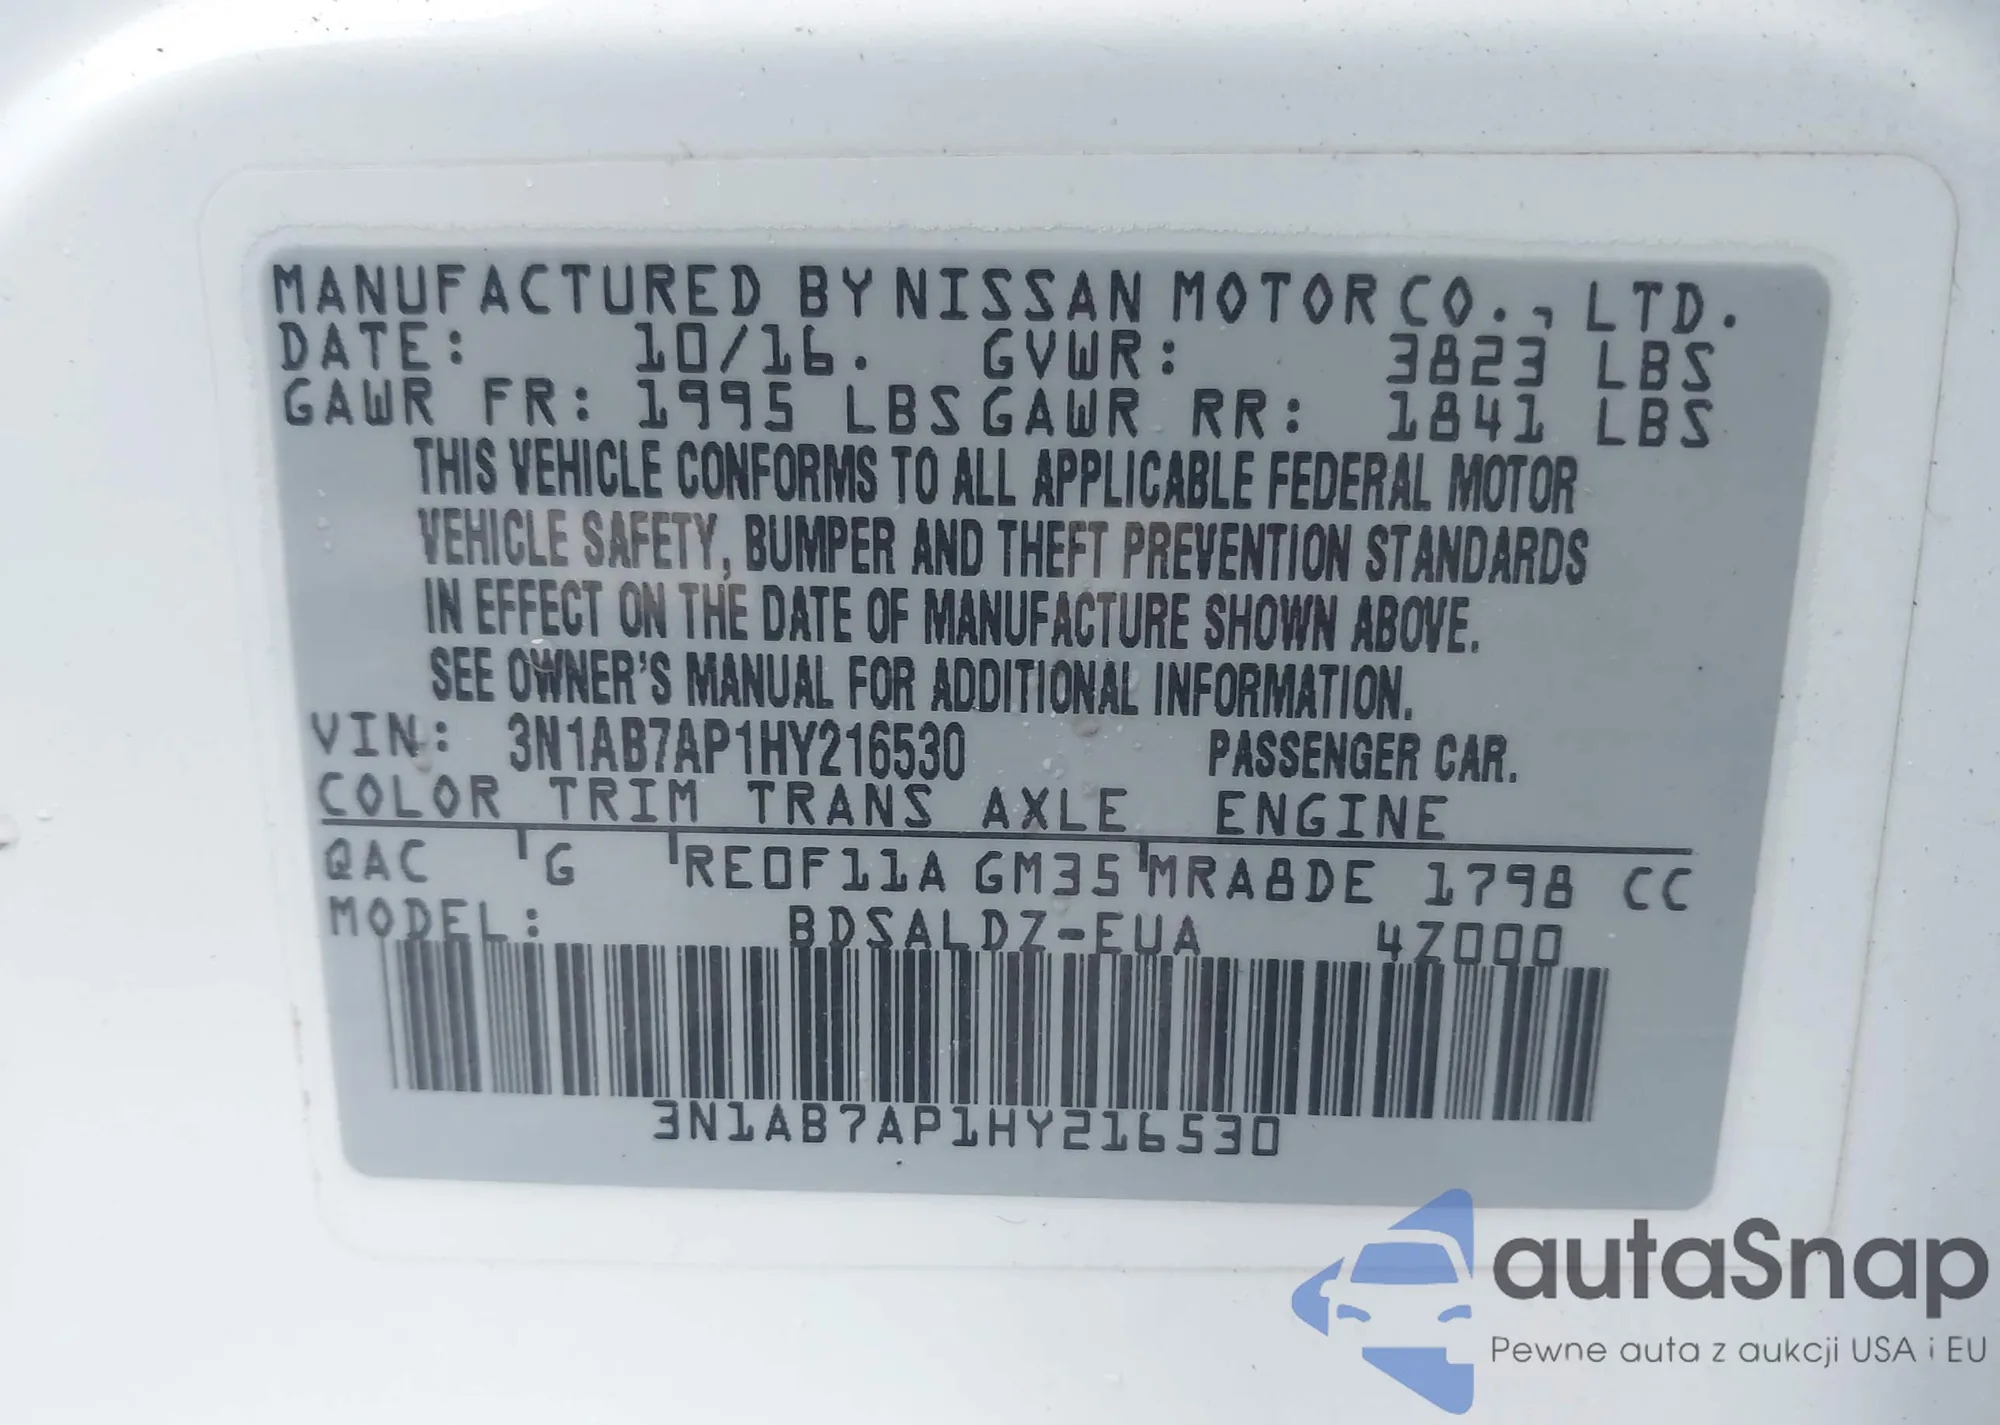 MANUFACTURED BY NISSAN MOTOR CO., LTD.
DATE: 10/16. GVWR: 3823 LBS
GAWR FR: 1995 LBS GAWR RR: 1841 LBS
THIS VEHICLE CONFORMS TO ALL APPLICABLE FEDERAL MOTOR
VEHICLE SAFETY, BUMPER AND THEFT PREVENTION STANDARDS
IN EFFECT ON THE DATE OF MANUFACTURE SHOWN ABOVE.
SEE OWNER'S MANUAL FOR ADDITIONAL INFORMATION.
VIN: 3N1AB7AP1HY216530 PASSENGER CAR.
COLOR TRIM TRANS AXLE ENGINE
QAC G RE0F11A GM35 MRA8DE 1798 CC
MODEL: BDSALDZ-EUA 4Z000
3N1AB7AP1HY216530
autaSnap
Pewne auta z aukcji USA i EU